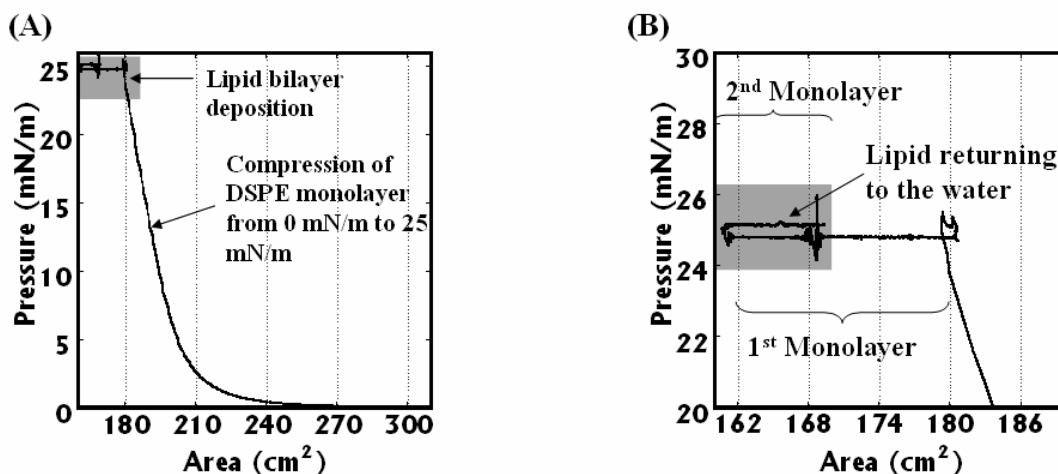 (A)
Pressure (mN/m)
25
20
15
10
5
0
Lipid bilayer
deposition
Compression of
DSPE monolayer
from 0 mN/m to 25
mN/m
180 210 240 270 300
Area (cm²)
(B)
Pressure (mN/m)
30
28
26
24
22
20
2nd Monolayer
Lipid returning
to the water
1st Monolayer
162 168 174 180 186
Area (cm²)